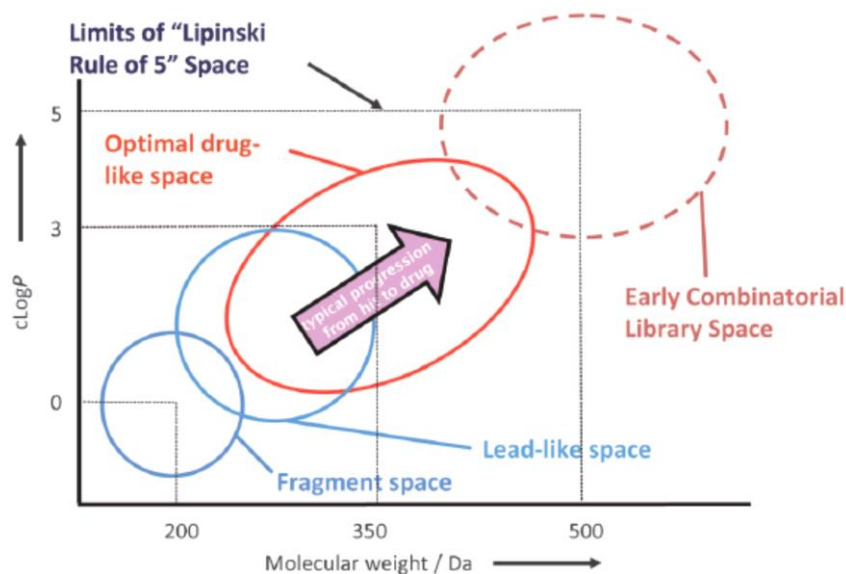 Limits of “Lipinski
Rule of 5” Space
5
Optimal drug-
like space
3
cLogP
typical progression
from his to drug
Early Combinatorial
Library Space
0
Lead-like space
Fragment space
200
350
500
Molecular weight / Da